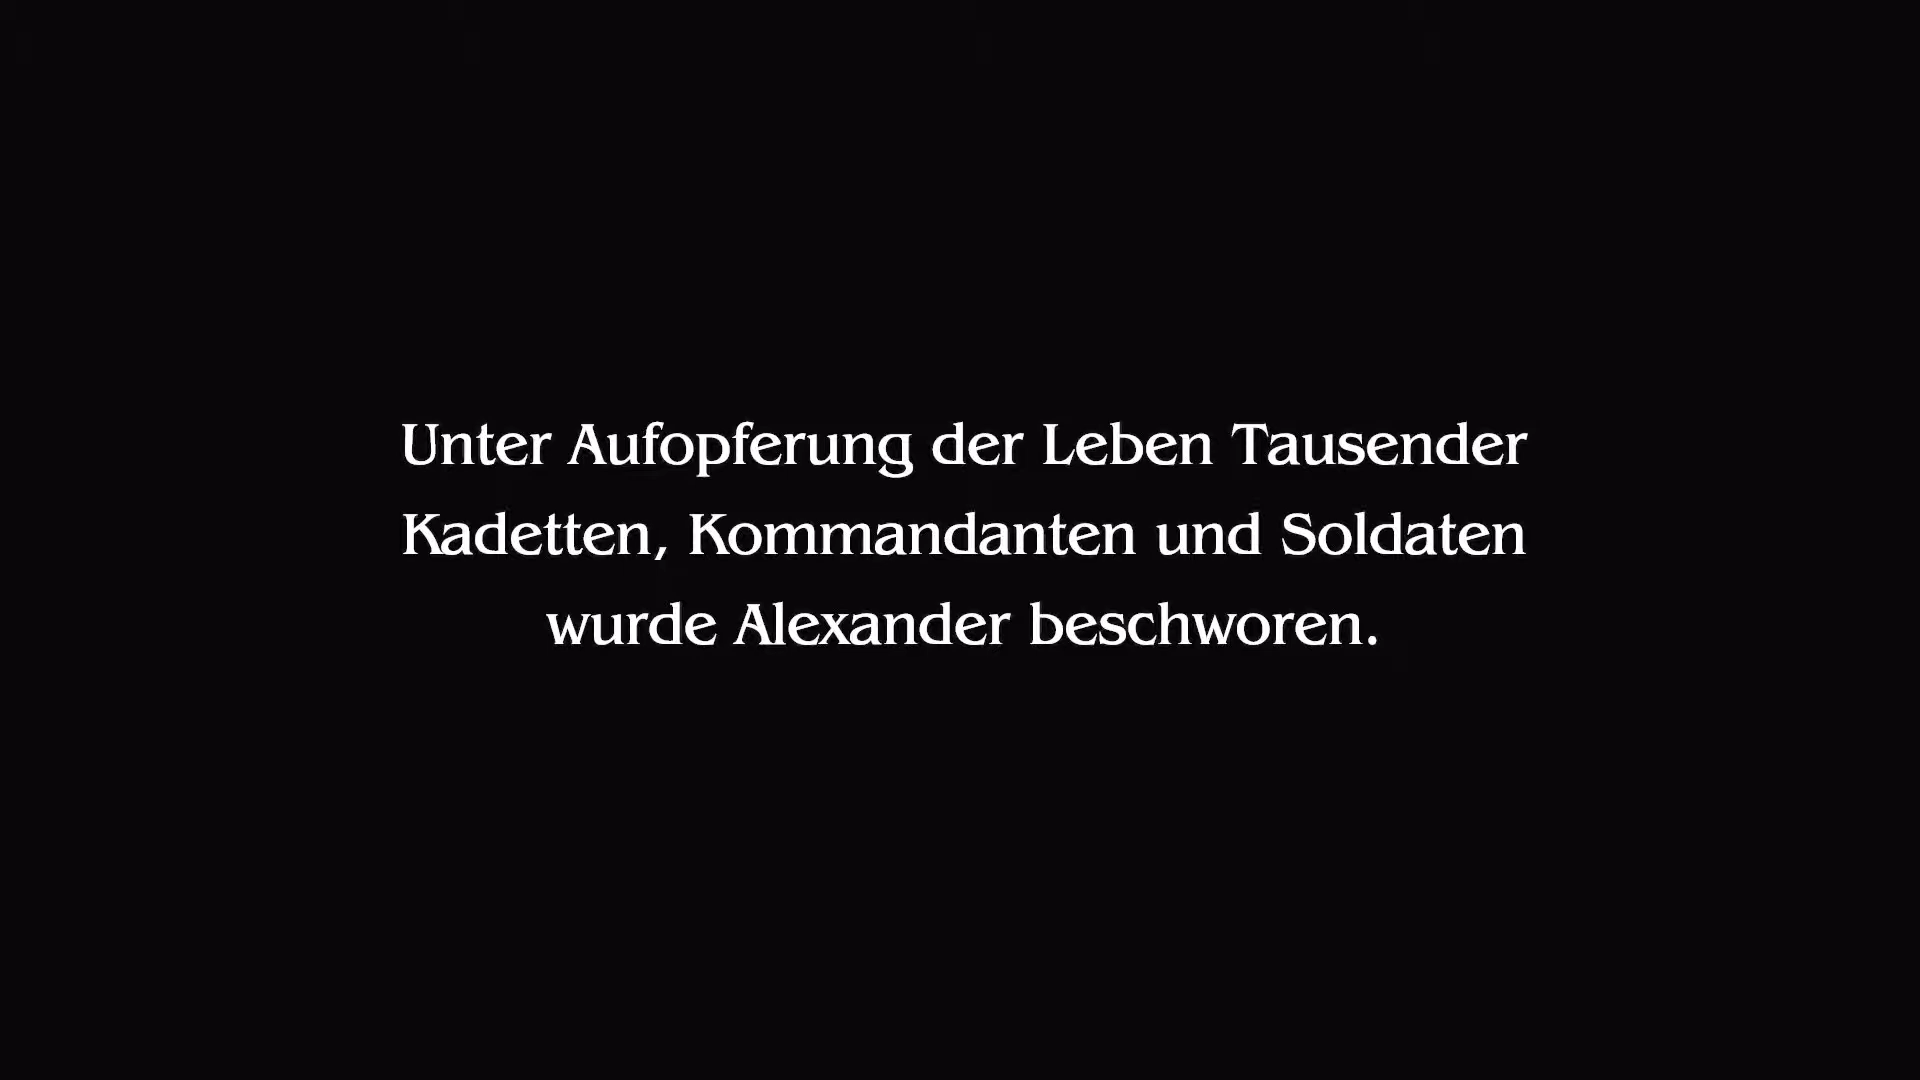 Unter Aufopferung der Leben Tausender
Kadetten, Kommandanten und Soldaten
wurde Alexander beschworen.